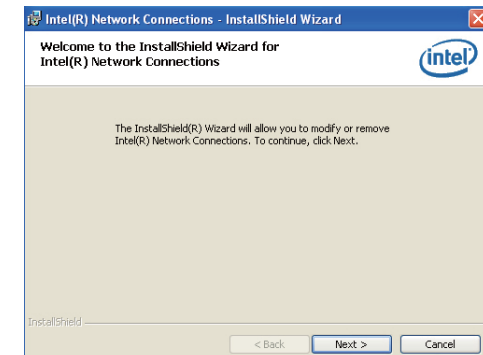 Intel(R) Network Connections - InstallShield Wizard
Welcome to the InstallShield Wizard for
Intel(R) Network Connections
intel
The InstallShield(R) Wizard will allow you to modify or remove
Intel(R) Network Connections. To continue, click Next.
InstallShield
< Back Next > Cancel